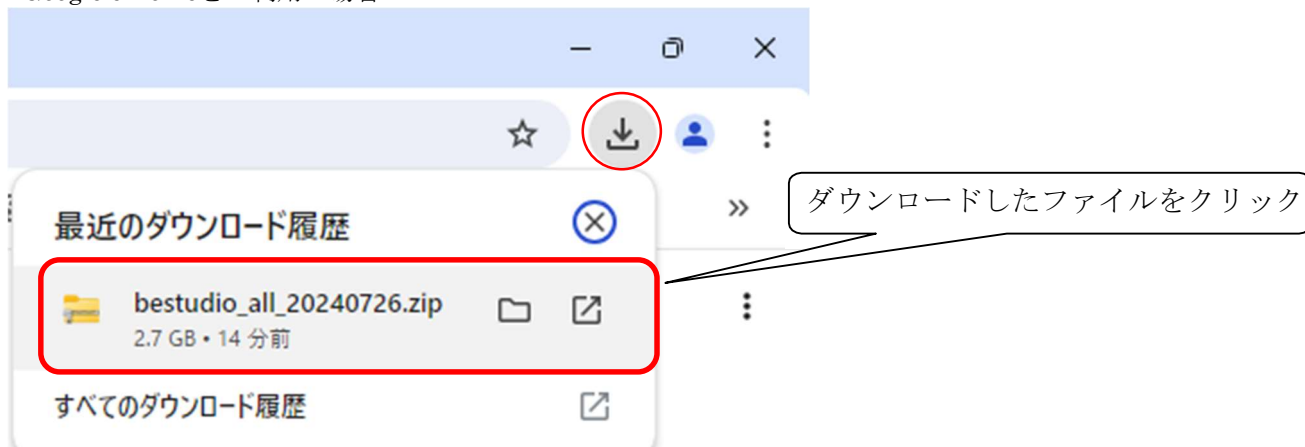 最近のダウンロード履歴
ダウンロードしたファイルをクリック
bestudio_all_20240726.zip
2.7 GB • 14 分前
すべてのダウンロード履歴